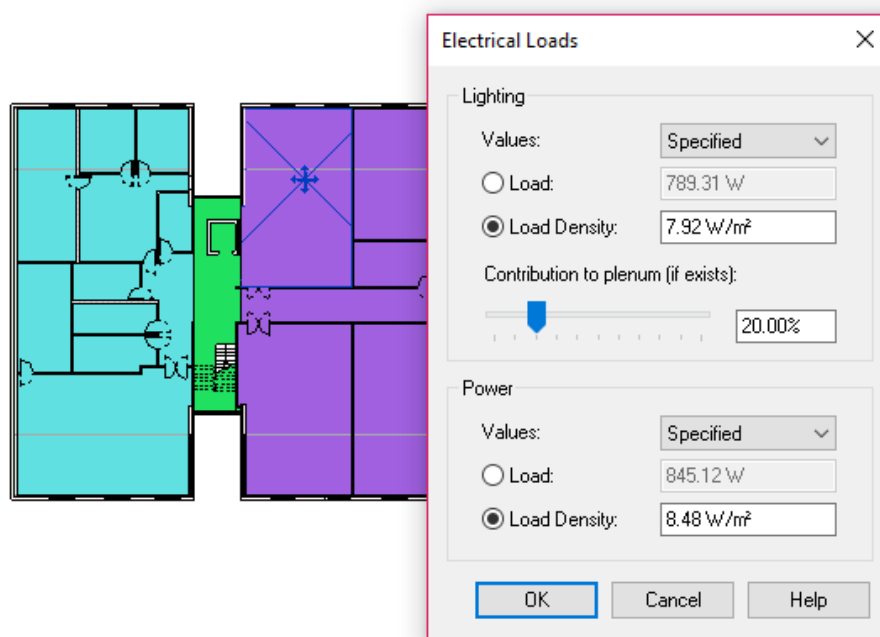 Electrical Loads
Lighting
Values: Specified
Load: 789.31 W
Load Density: 7.92 W/m²
Contribution to plenum (if exists):
20.00%
Power
Values: Specified
Load: 845.12 W
Load Density: 8.48 W/m²
OK Cancel Help